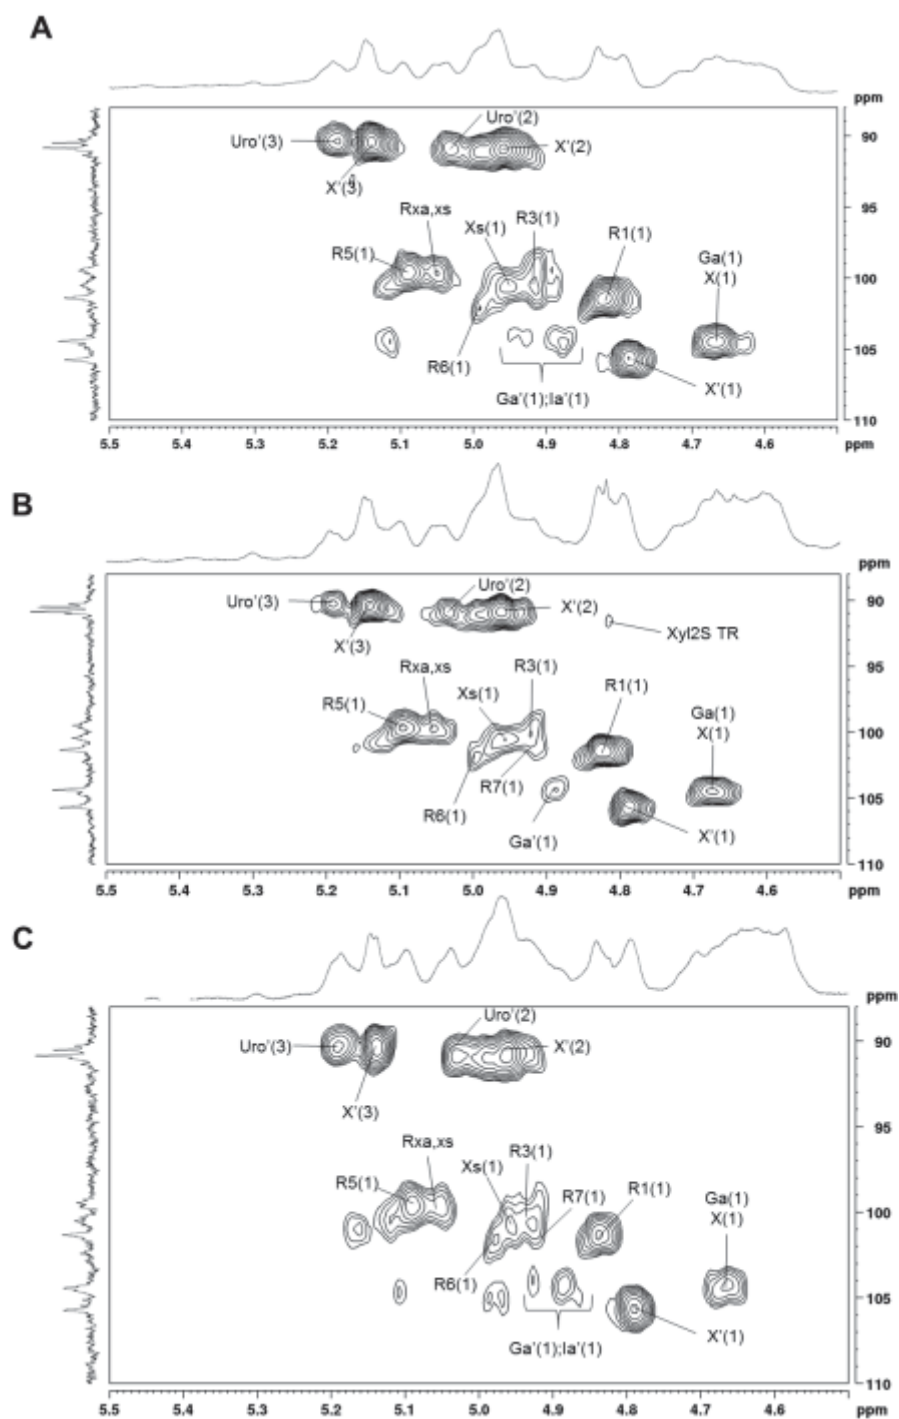 A
ppm
Uro'(3)
Uro'(2)
X'(2)
X'(3)
Rxa,xs
R5(1)
Xs(1)
R3(1)
R1(1)
Ga(1)
X(1)
R6(1)
Ga'(1);Ia'(1)
X'(1)
90
95
100
105
110
5.5 5.4 5.3 5.2 5.1 5.0 4.9 4.8 4.7 4.6 ppm
B
ppm
Uro'(3)
Uro'(2)
X'(2)
Xyl2S TR
X'(3)
Rxa,xs
R5(1)
Xs(1)
R3(1)
R1(1)
Ga(1)
X(1)
R7(1)
R6(1)
Ga'(1)
X'(1)
90
95
100
105
110
5.5 5.4 5.3 5.2 5.1 5.0 4.9 4.8 4.7 4.6 ppm
C
ppm
Uro'(3)
Uro'(2)
X'(2)
X'(3)
Rxa,xs
R5(1)
Xs(1)
R3(1)
R7(1)
R1(1)
Ga(1)
X(1)
R6(1)
Ga'(1);Ia'(1)
X'(1)
90
95
100
105
110
5.5 5.4 5.3 5.2 5.1 5.0 4.9 4.8 4.7 4.6 ppm